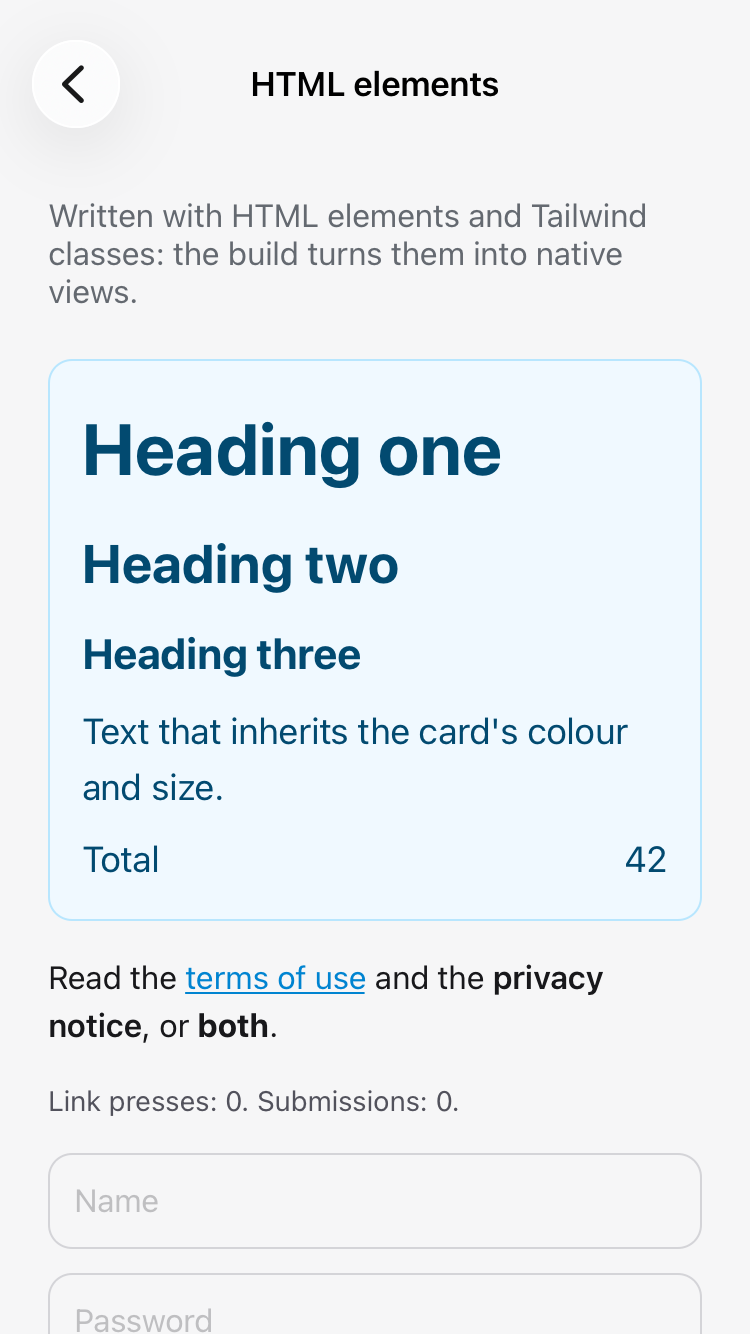 HTML elements
Written with HTML elements and Tailwind
classes: the build turns them into native
views.
Heading one
Heading two
Heading three
Text that inherits the card's colour
and size.
Total 42
Read the terms of use and the privacy
notice, or both.
Link presses: 0. Submissions: 0.
Name
Password